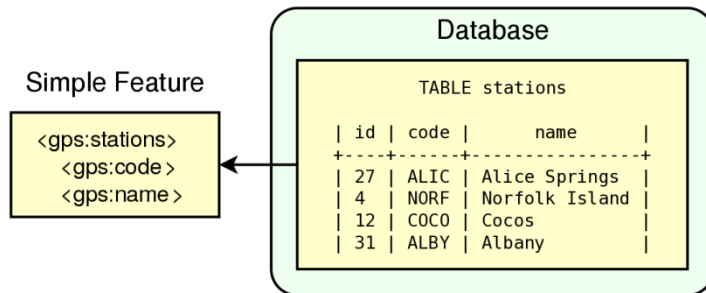 Simple Feature
<gps:stations>
<gps:code>
<gps:name>
Database
TABLE stations
| id | code |      name      |
+----+------+----------------+
| 27 | ALIC | Alice Springs  |
| 4  | NORF | Norfolk Island |
| 12 | COCO | Cocos          |
| 31 | ALBY | Albany         |